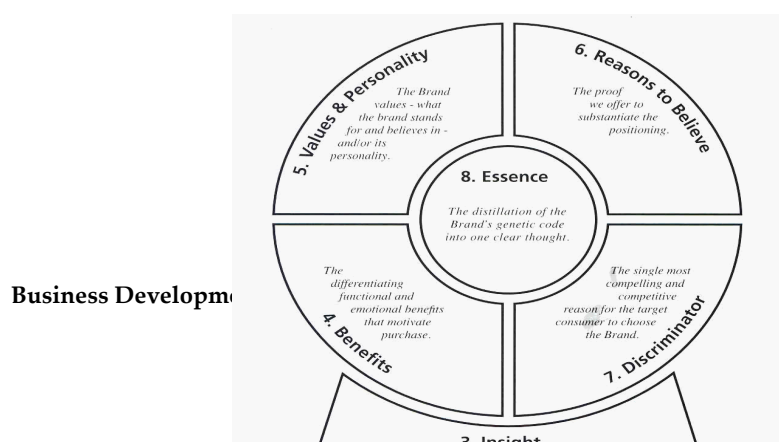 5. Values & Personality
The Brand
values - what
the brand stands
for and believes in -
and/or its
personality.
6. Reasons to Believe
The proof
we offer to
substantiate the
positioning.
8. Essence
The distillation of the
Brand's genetic code
into one clear thought.
Business Developm
The
differentiating
functional and
emotional benefits
that motivate
purchase.
4. Benefits
The single most
compelling and
competitive
reason for the target
consumer to choose
the Brand.
7. Discriminator
3. Insight